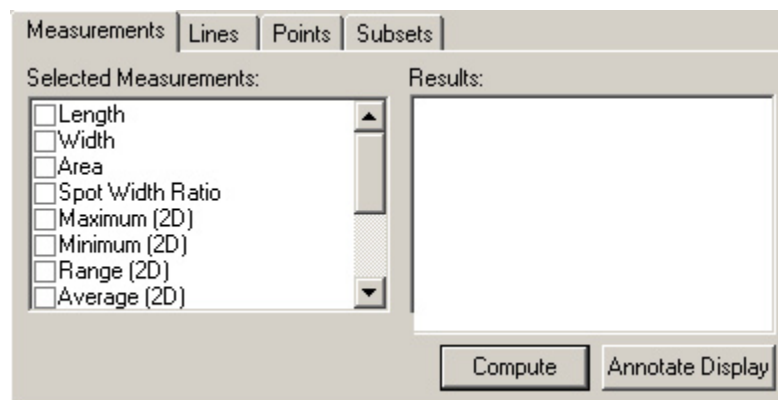 Measurements Lines Points Subsets
Selected Measurements:
Results:
Length
Width
Area
Spot Width Ratio
Maximum (2D)
Minimum (2D)
Range (2D)
Average (2D)
Compute
Annotate Display